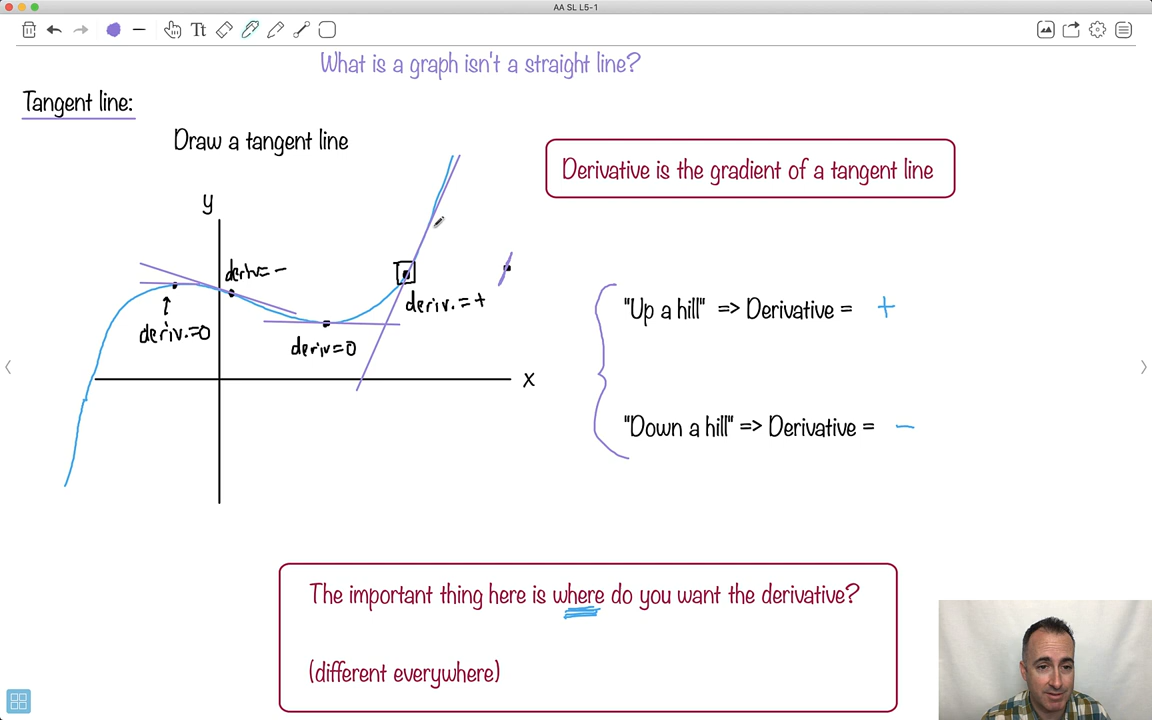 AA SL L5-1
Tt
What is a graph isn't a straight line?
Tangent line:
Draw a tangent line
Derivative is the gradient of a tangent line
y
deriv= -
deriv.=+
deriv.=0
deriv=0
x
"Up a hill" => Derivative = +
"Down a hill" => Derivative = -
The important thing here is where do you want the derivative?
(different everywhere)